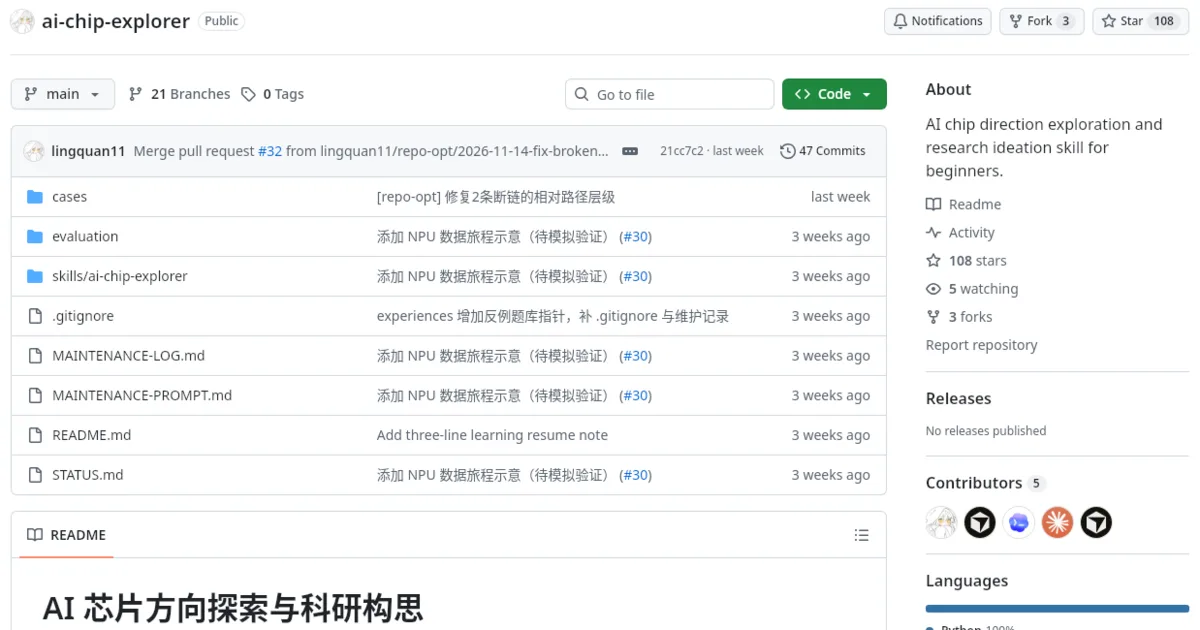 ai-chip-explorer Public
Notifications Fork 3 Star 108
main 21 Branches 0 Tags Go to file Code
lingquan11 Merge pull request #32 from lingquan11/repo-opt/2026-11-14-fix-broken... 21cc7c2 · last week 47 Commits
cases [repo-opt] 修复2条断链的相对路径层级 last week
evaluation 添加 NPU 数据旅程示意（待模拟验证） (#30) 3 weeks ago
skills/ai-chip-explorer 添加 NPU 数据旅程示意（待模拟验证） (#30) 3 weeks ago
.gitignore experiences 增加反例题库指针，补 .gitignore 与维护记录 3 weeks ago
MAINTENANCE-LOG.md 添加 NPU 数据旅程示意（待模拟验证） (#30) 3 weeks ago
MAINTENANCE-PROMPT.md 添加 NPU 数据旅程示意（待模拟验证） (#30) 3 weeks ago
README.md Add three-line learning resume note 3 weeks ago
STATUS.md 添加 NPU 数据旅程示意（待模拟验证） (#30) 3 weeks ago
README
AI 芯片方向探索与科研构思
About
AI chip direction exploration and
research ideation skill for
beginners.
Readme
Activity
108 stars
5 watching
3 forks
Report repository
Releases
No releases published
Contributors 5
Languages
Python 100%